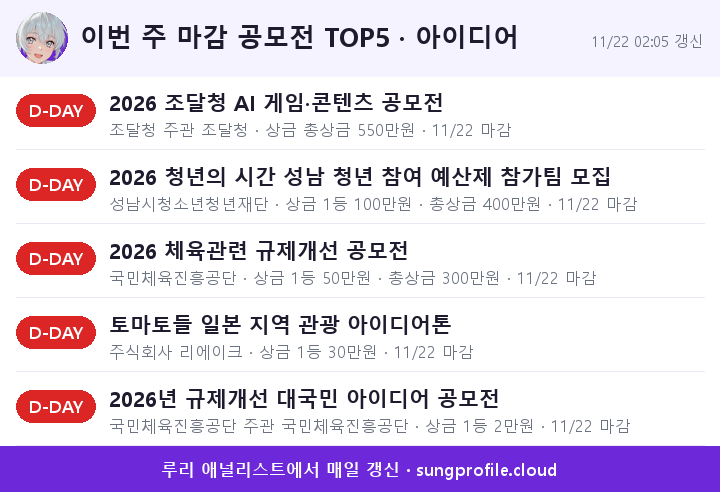 이번 주 마감 공모전 TOP5 · 아이디어
11/22 02:05 갱신
D-DAY
2026 조달청 AI 게임·콘텐츠 공모전
조달청 주관 조달청 · 상금 총상금 550만원 · 11/22 마감
D-DAY
2026 청년의 시간 성남 청년 참여 예산제 참가팀 모집
성남시청소년청년재단 · 상금 1등 100만원 · 총상금 400만원 · 11/22 마감
D-DAY
2026 체육관련 규제개선 공모전
국민체육진흥공단 · 상금 1등 50만원 · 총상금 300만원 · 11/22 마감
D-DAY
토마토들 일본 지역 관광 아이디어톤
주식회사 리에이크 · 상금 1등 30만원 · 11/22 마감
D-DAY
2026년 규제개선 대국민 아이디어 공모전
국민체육진흥공단 주관 국민체육진흥공단 · 상금 1등 2만원 · 11/22 마감
루리 애널리스트에서 매일 갱신 · sungprofile.cloud